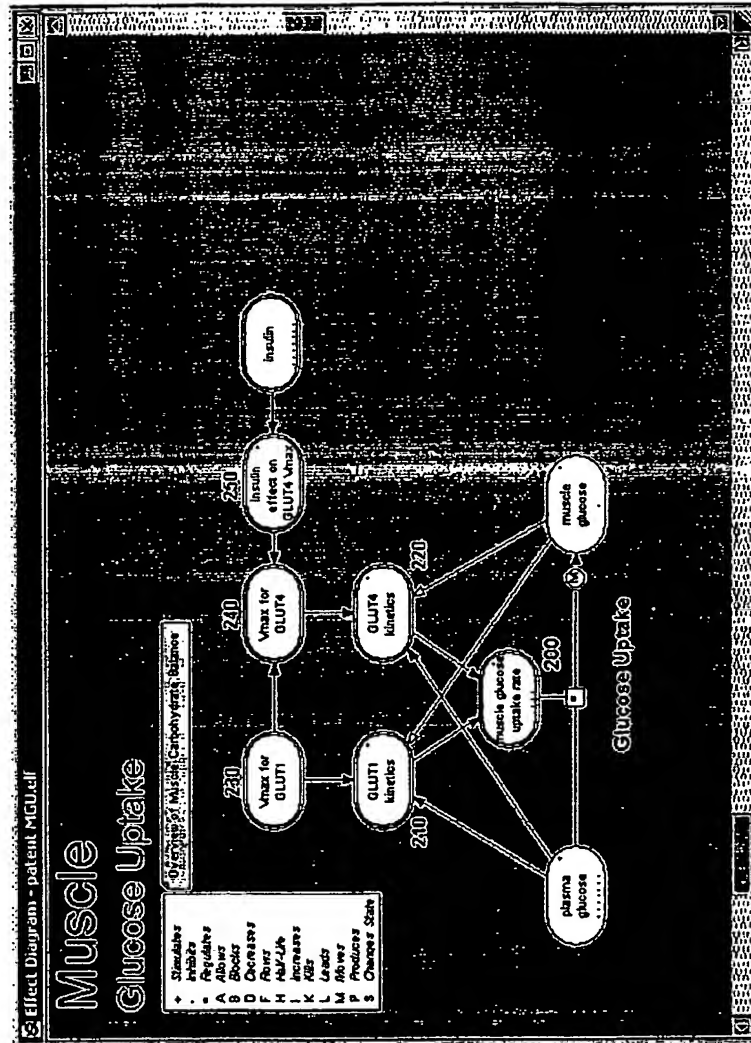 Effect Diagram - patent MGU.df
Muscle
Glucose Uptake
Overview of Muscle Carbohydrate Balance
+ Stimulates
- Inhibits
= Regulates
A Allows
B Blocks
D Decreases
F Flows
H Half-Life
I Increases
K Kills
L Leads
M Moves
P Produces
S Changes State
230
Vmax for
GLUT1
240
Vmax for
GLUT4
250
insulin
effect on
GLUT4 Vmax
insulin
210
GLUT1
kinetics
GLUT4
kinetics
220
muscle glucose
uptake rate
200
plasma
glucose
=
M
muscle
glucose
Glucose Uptake